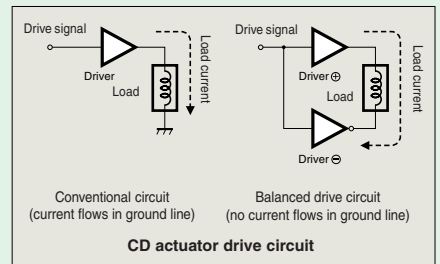 Drive signal
Driver
Load
Load current
Conventional circuit
(current flows in ground line)
Drive signal
Driver ⊕
Load
Load current
Driver ⊖
Balanced drive circuit
(no current flows in ground line)
CD actuator drive circuit